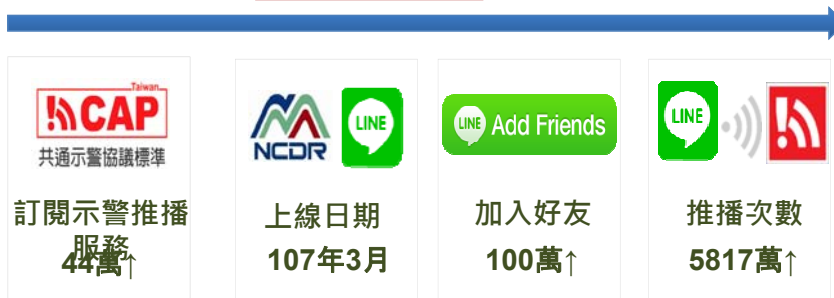 Taiwan
CAP
共通示警協議標準
訂閱示警推播
服務
44萬↑
NCDR
LINE
上線日期
107年3月
LINE
Add Friends
加入好友
100萬↑
LINE
推播次數
5817萬↑